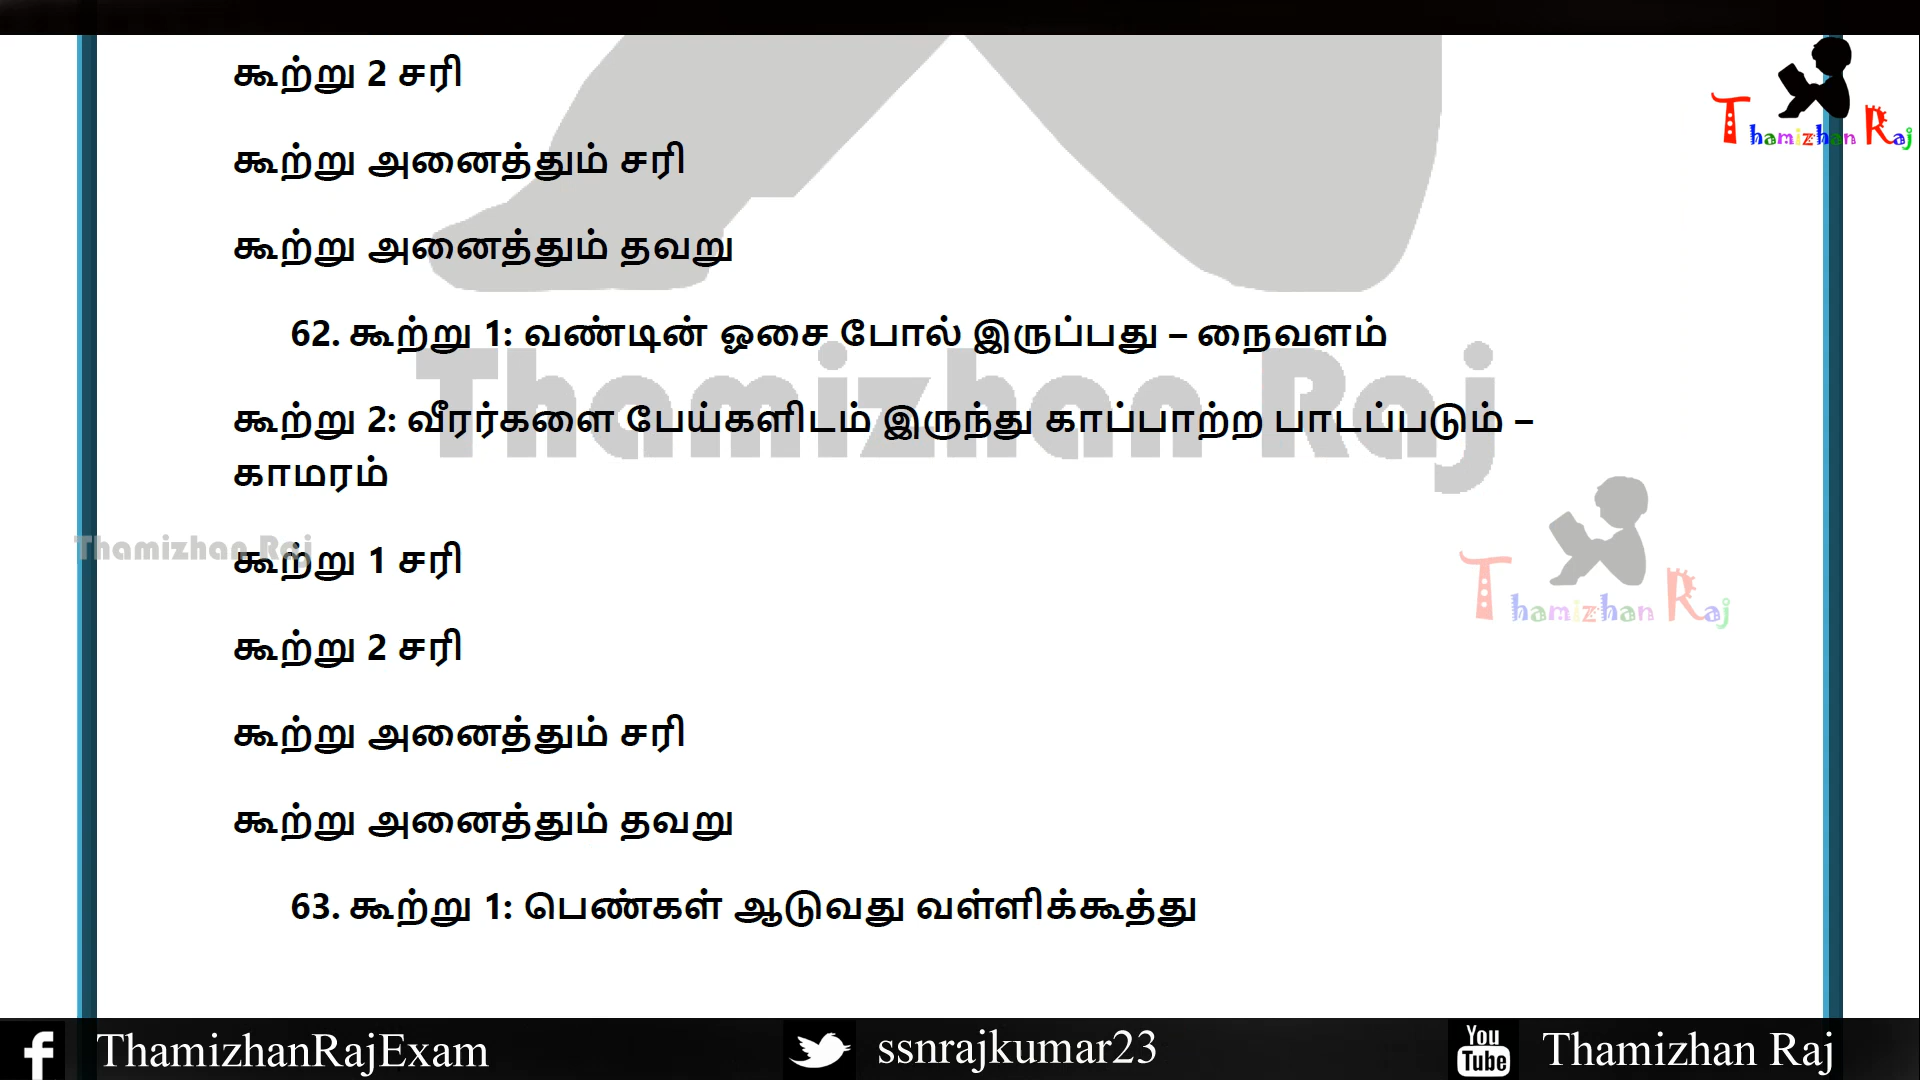 கூற்று 2 சரி
Thamizhan Raj
கூற்று அனைத்தும் சரி
கூற்று அனைத்தும் தவறு
62. கூற்று 1: வண்டின் ஓசை போல் இருப்பது – நைவளம்
Thamizhan Raj
கூற்று 2: வீரர்களை பேய்களிடம் இருந்து காப்பாற்ற பாடப்படும் –
காமரம்
Thamizhan Raj
கூற்று 1 சரி
Thamizhan Raj
கூற்று 2 சரி
கூற்று அனைத்தும் சரி
கூற்று அனைத்தும் தவறு
63. கூற்று 1: பெண்கள் ஆடுவது வள்ளிக்கூத்து
f ThamizhanRajExam ssnrajkumar23 You Tube Thamizhan Raj